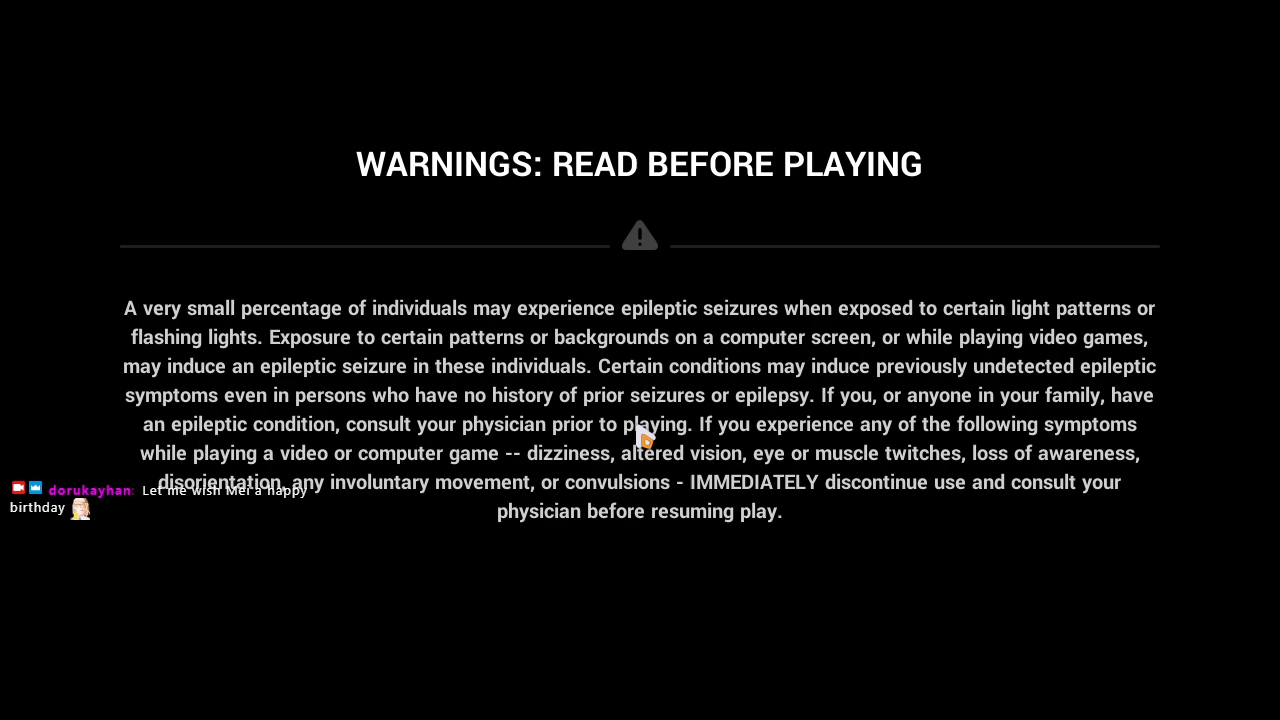 WARNINGS: READ BEFORE PLAYING
A very small percentage of individuals may experience epileptic seizures when exposed to certain light patterns or
flashing lights. Exposure to certain patterns or backgrounds on a computer screen, or while playing video games,
may induce an epileptic seizure in these individuals. Certain conditions may induce previously undetected epileptic
symptoms even in persons who have no history of prior seizures or epilepsy. If you, or anyone in your family, have
an epileptic condition, consult your physician prior to playing. If you experience any of the following symptoms
while playing a video or computer game -- dizziness, altered vision, eye or muscle twitches, loss of awareness,
disorientation, any involuntary movement, or convulsions - IMMEDIATELY discontinue use and consult your
physician before resuming play.
dorukayhan: Let me wish Mei a happy
birthday